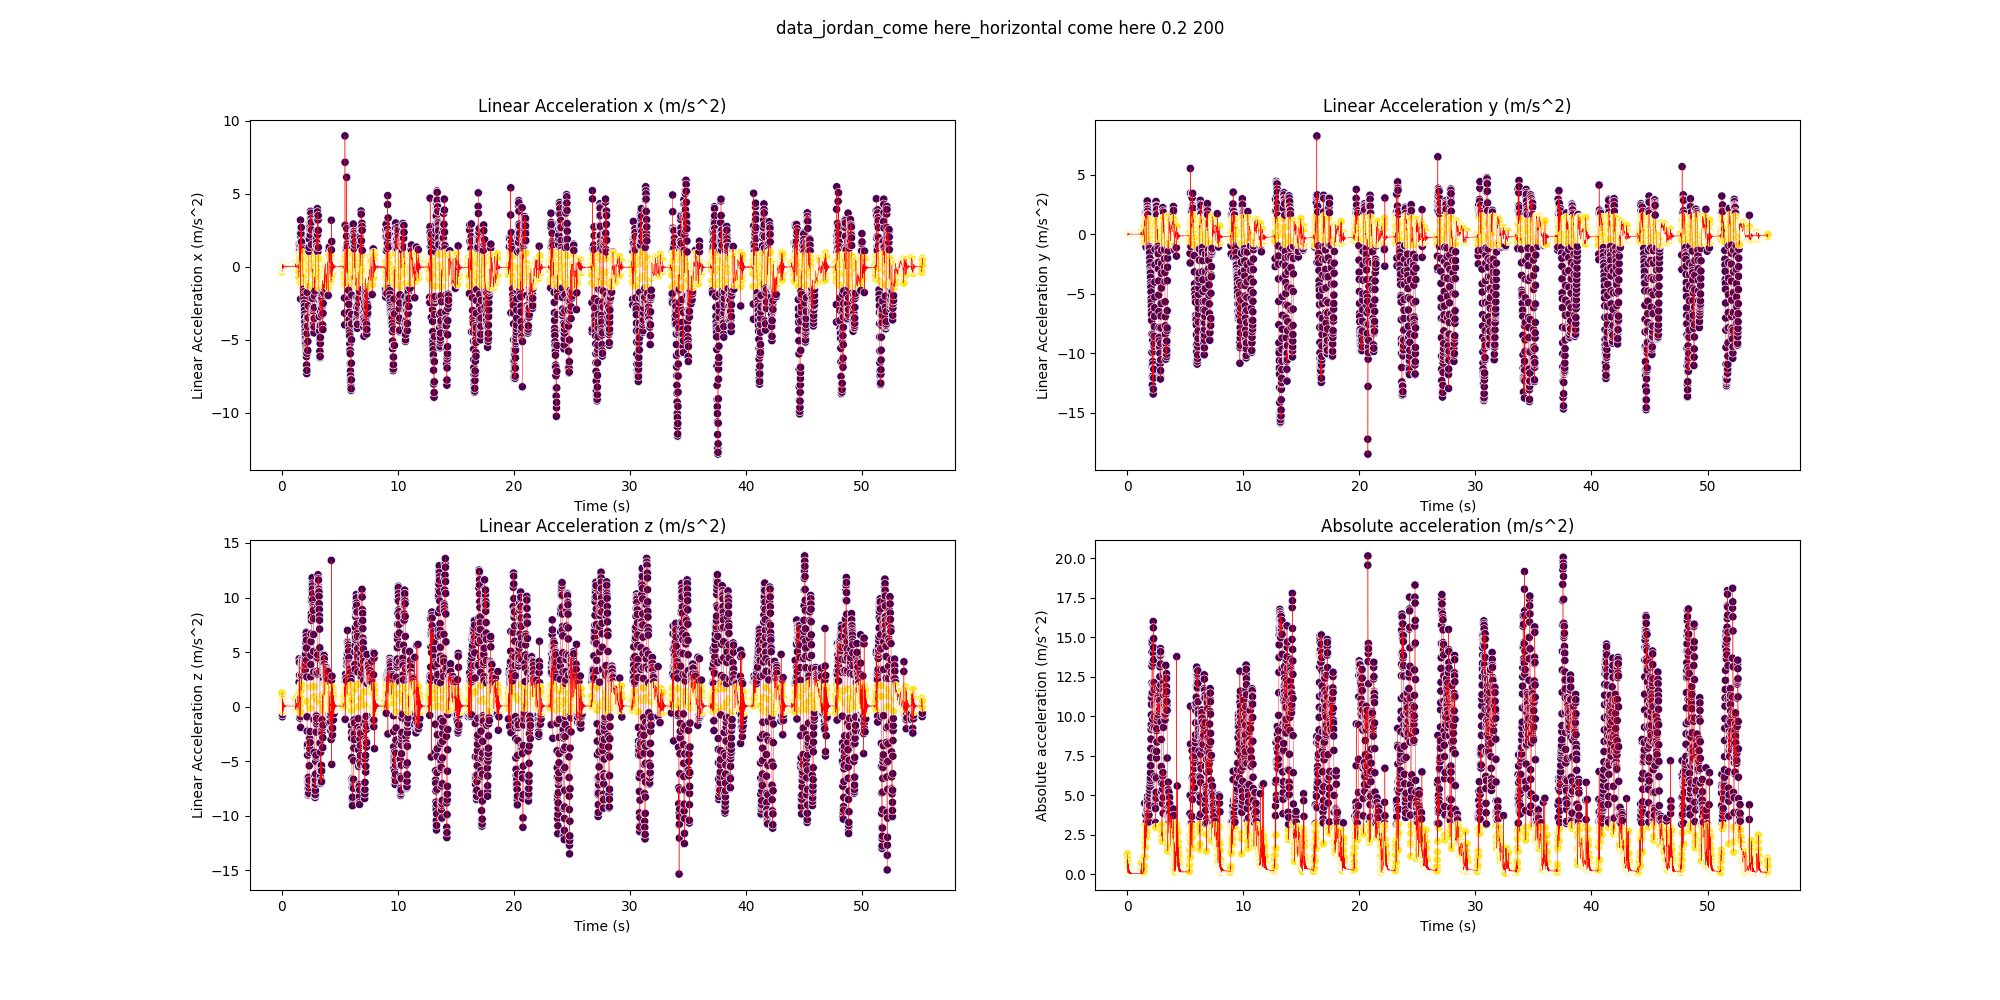 data_jordan_come here_horizontal come here 0.2 200
Linear Acceleration x (m/s^2)
Linear Acceleration x (m/s^2)
10
5
0
−5
−10
0 10 20 30 40 50
Time (s)
Linear Acceleration y (m/s^2)
Linear Acceleration y (m/s^2)
5
0
−5
−10
−15
0 10 20 30 40 50
Time (s)
Linear Acceleration z (m/s^2)
Linear Acceleration z (m/s^2)
15
10
5
0
−5
−10
−15
0 10 20 30 40 50
Time (s)
Absolute acceleration (m/s^2)
Absolute acceleration (m/s^2)
20.0
17.5
15.0
12.5
10.0
7.5
5.0
2.5
0.0
0 10 20 30 40 50
Time (s)